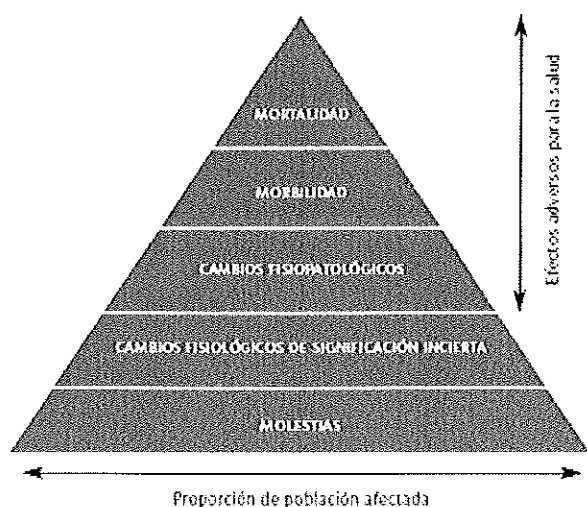 MORTALIDAD
MORBILIDAD
CAMBIOS FISIOPATOLÓGICOS
CAMBIOS FISIOLÓGICOS DE SIGNIFICACIÓN INCIERTA
MOLESTIAS
Efectos adversos para la salud
Proporción de población afectada